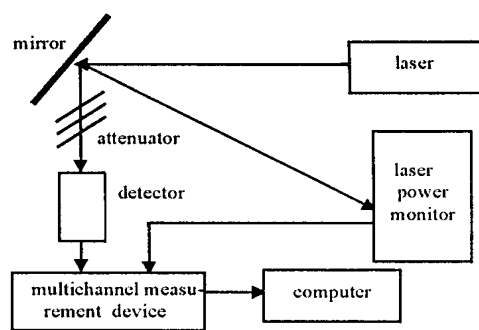 mirror
laser
attenuator
laser
power
monitor
detector
multichannel measu
rement device
computer